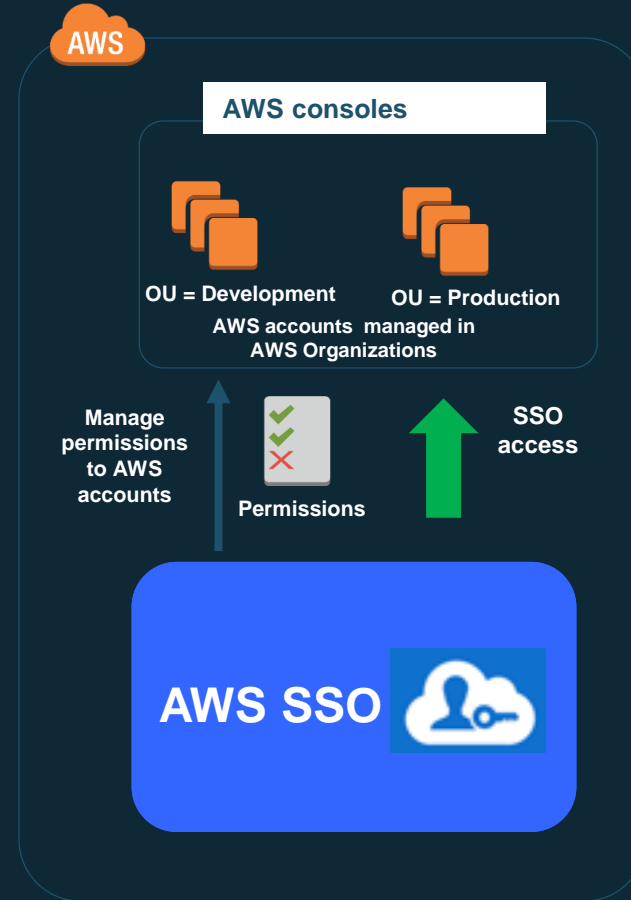 AWS
AWS consoles
OU = Development
OU = Production
AWS accounts managed in
AWS Organizations
Manage
permissions
to AWS
accounts
Permissions
SSO
access
AWS SSO